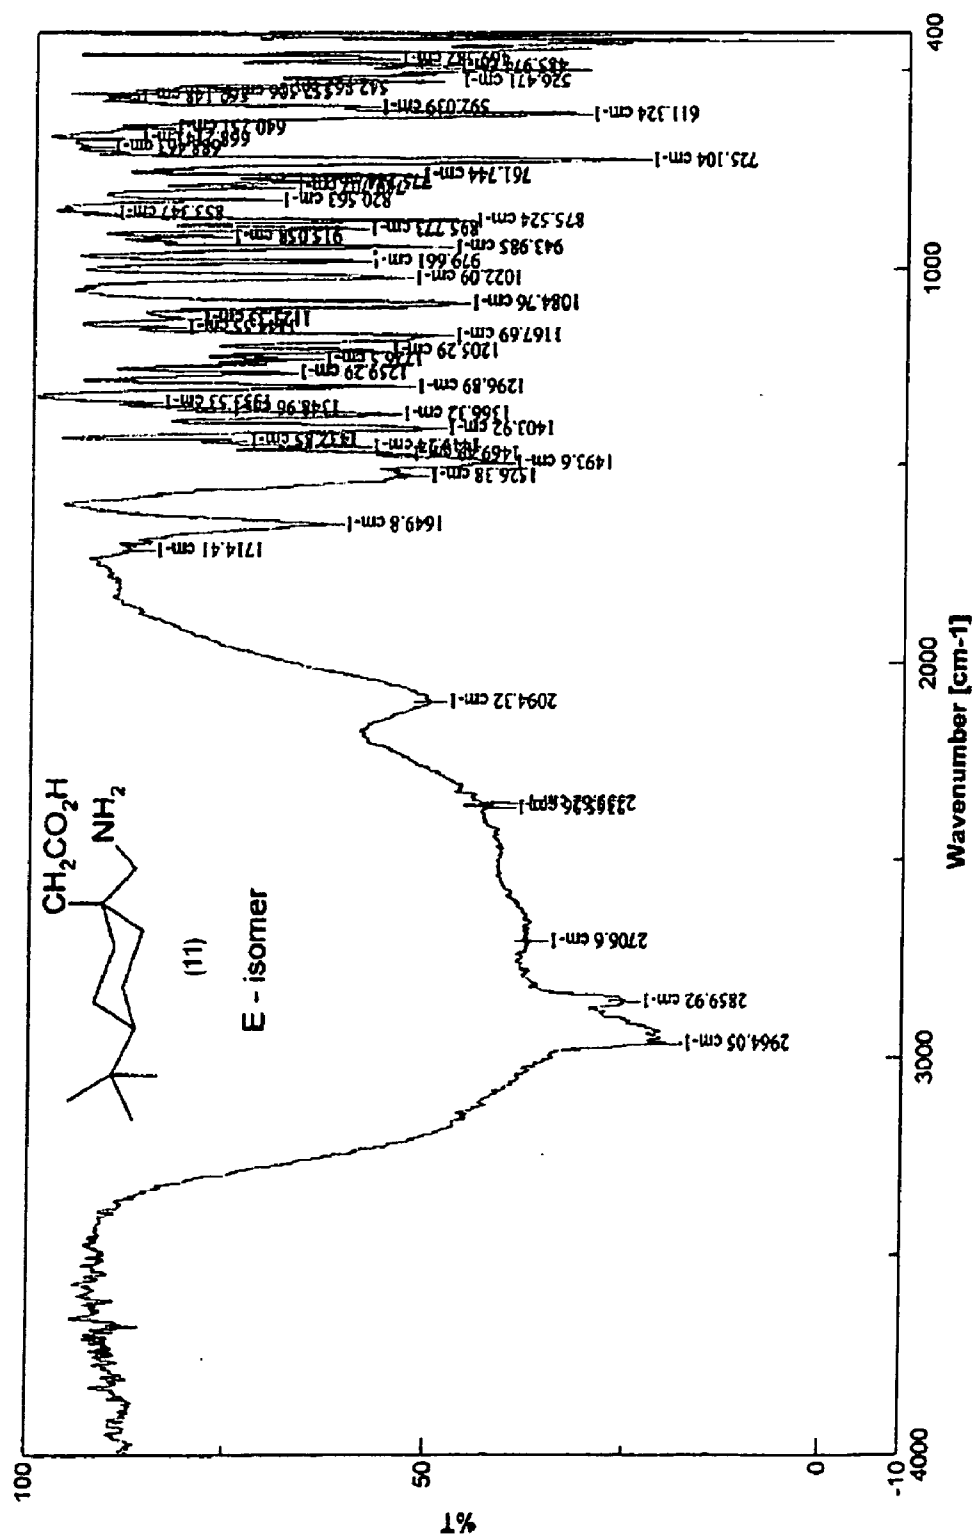 CH2CO2H
NH2
(11)
E - isomer
%T
100
50
0
-10
4000
3000
2000
1000
400
Wavenumber [cm-1]
2964.05 cm-1
2859.92 cm-1
2706.6 cm-1
2094.32 cm-1
1714.41 cm-1
1649.8 cm-1
1526.38 cm-1
1493.6 cm-1
1403.92 cm-1
1366.32 cm-1
1348.96 cm-1
1296.89 cm-1
1259.29 cm-1
1205.29 cm-1
1167.69 cm-1
1084.76 cm-1
1022.09 cm-1
979.661 cm-1
943.985 cm-1
915.058 cm-1
895.773 cm-1
875.524 cm-1
853.347 cm-1
820.563 cm-1
761.744 cm-1
725.104 cm-1
611.324 cm-1
592.039 cm-1
526.471 cm-1
485.974 cm-1